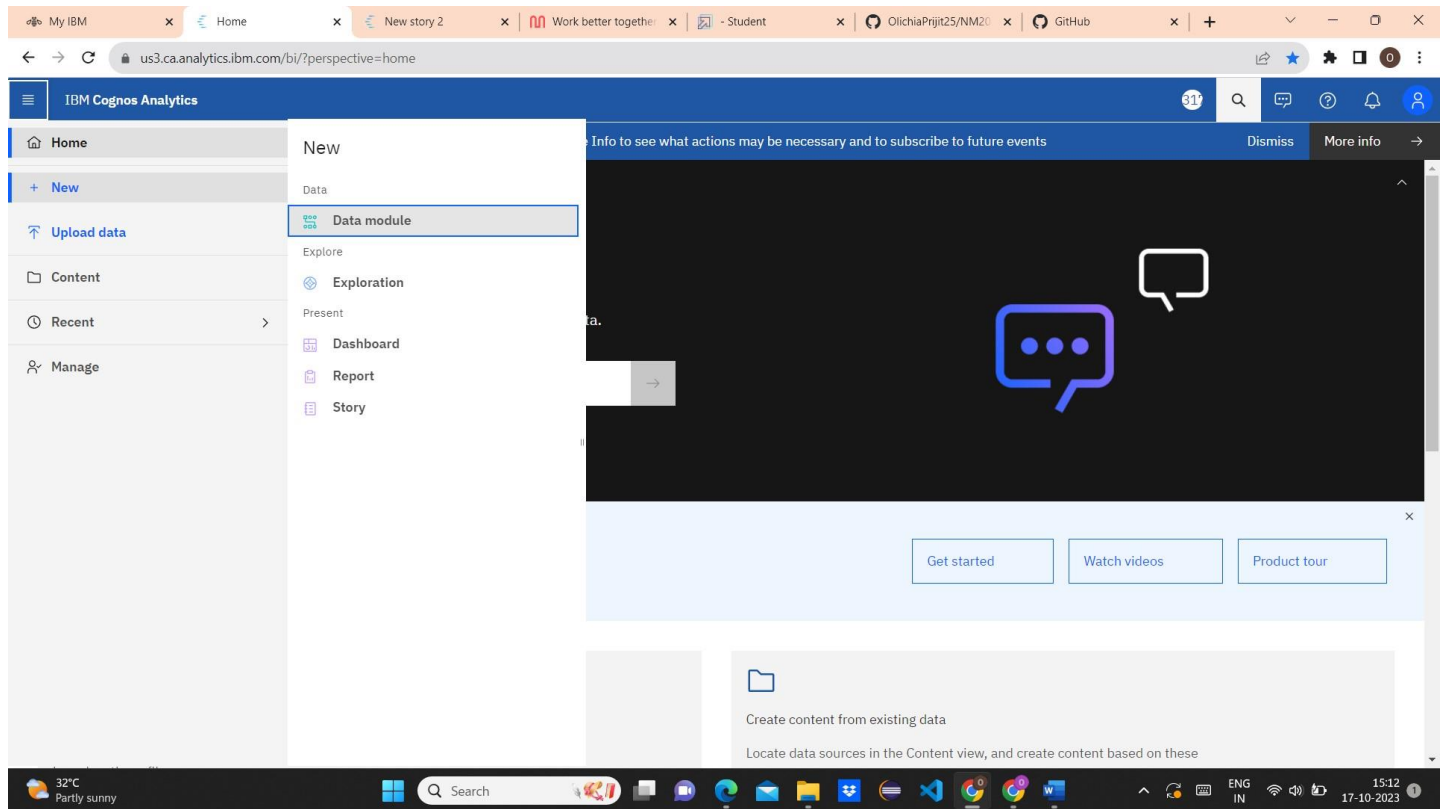 My IBM
Home
New story 2
Work better together
- Student
OlichiaPrijit25/NM20
GitHub
us3.ca.analytics.ibm.com/bi/?perspective=home
O
IBM Cognos Analytics
317
Home
New
Upload data
Content
Recent
Manage
New
Data
Data module
Explore
Exploration
Present
Dashboard
Report
Story
Info to see what actions may be necessary and to subscribe to future events
Dismiss
More info
ta.
Get started
Watch videos
Product tour
Create content from existing data
Locate data sources in the Content view, and create content based on these
32°C
Partly sunny
Search
ENG
IN
15:12
17-10-2023
1